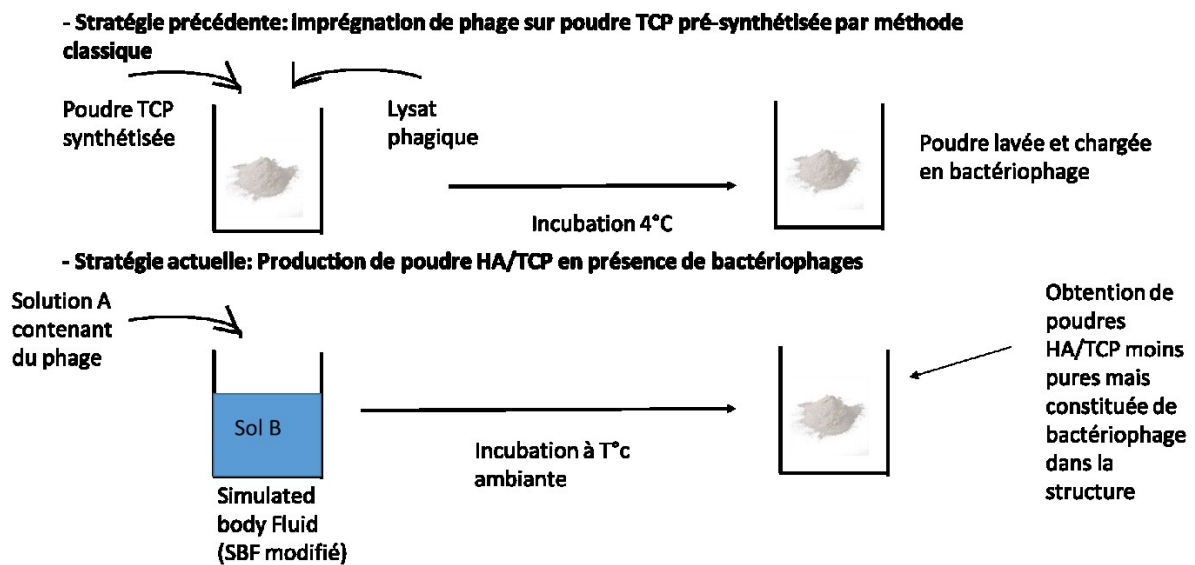 - Stratégie précédente: imprégnation de phage sur poudre TCP pré-synthétisée par méthode
classique
Poudre TCP
synthétisée
Lysat
phagique
Incubation 4°C
Poudre lavée et chargée
en bactériophage
- Stratégie actuelle: Production de poudre HA/TCP en présence de bactériophages
Solution A
contenant
du phage
Sol B
Simulated
body Fluid
(SBF modifié)
Incubation à T°c
ambiante
Obtention de
poudres
HA/TCP moins
pures mais
constituée de
bactériophage
dans la
structure